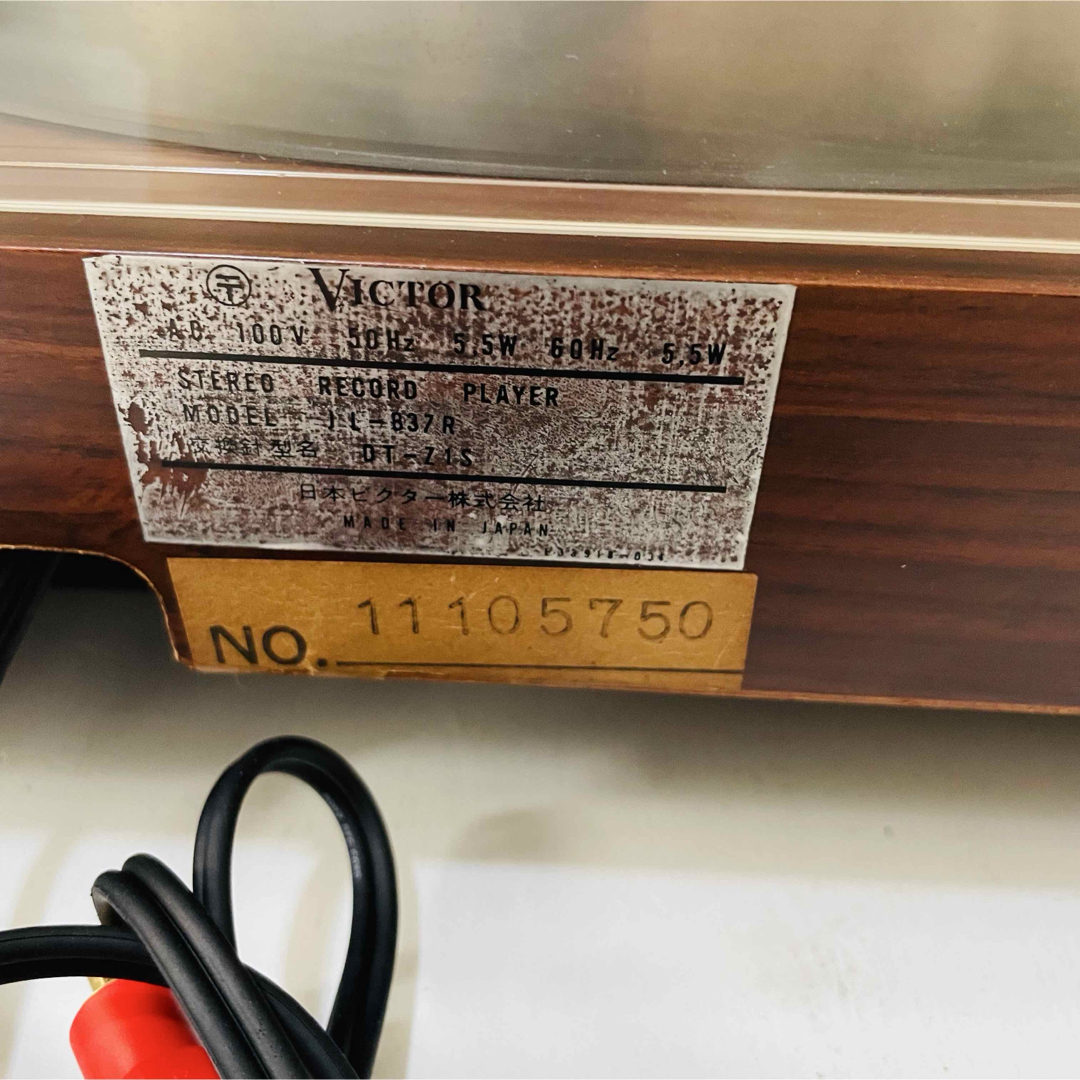 VICTOR
AC 100V 50Hz 5.5W 60Hz 5.5W
STEREO RECORD PLAYER
MODEL JL-B37R
交換針型名 DT-Z1S
日本ビクター株式会社
MADE IN JAPAN
NO. 11105750